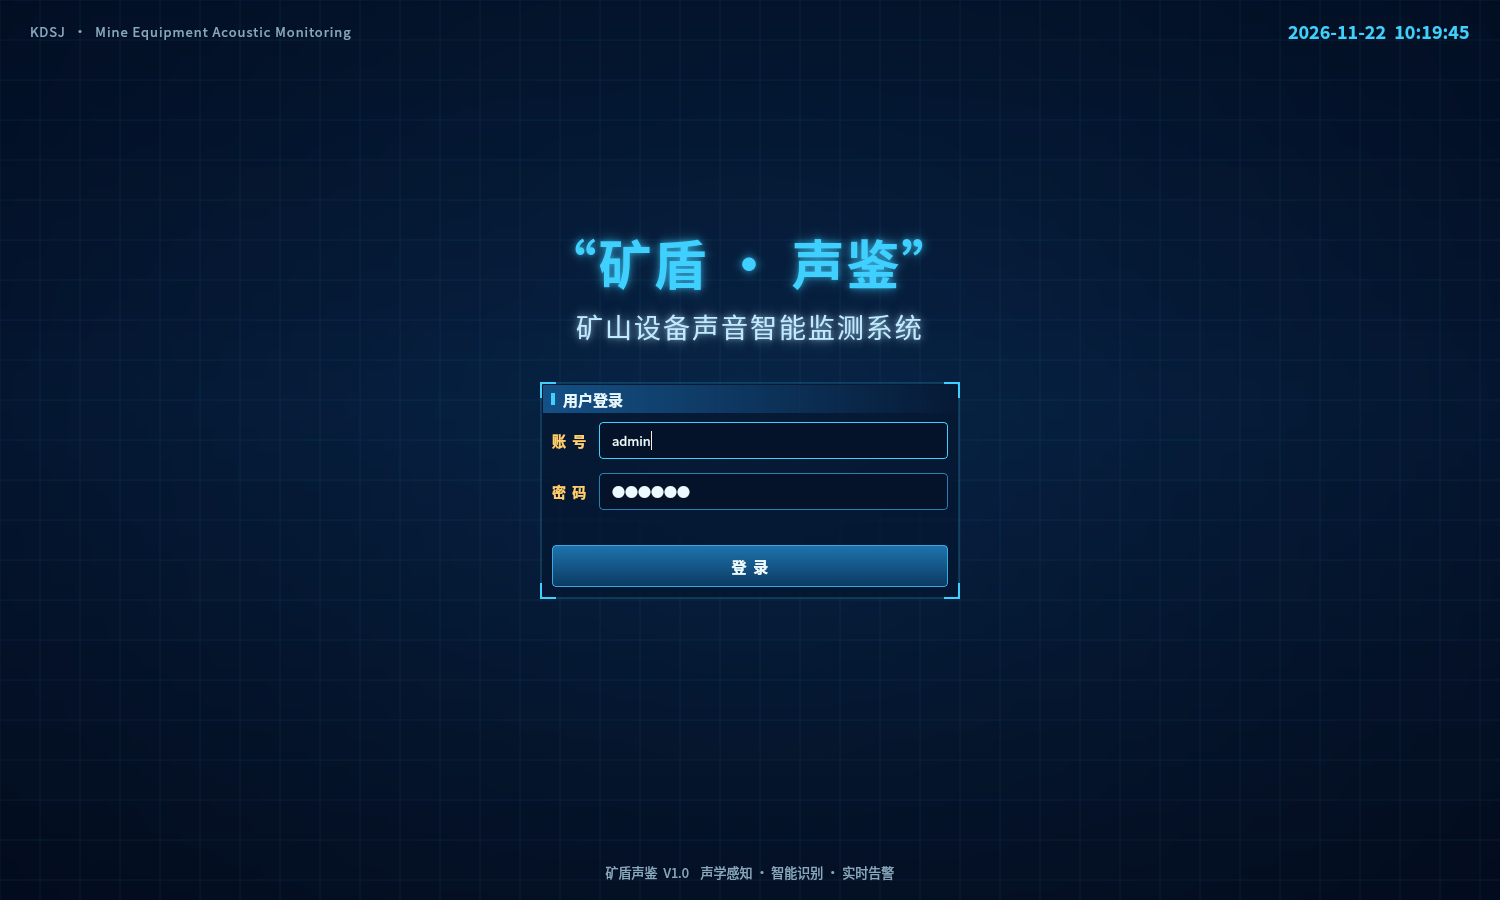 KDSJ · Mine Equipment Acoustic Monitoring
2026-11-22 10:19:45
“矿盾 · 声鉴”
矿山设备声音智能监测系统
用户登录
账 号 admin
密 码 ●●●●●●
登 录
矿盾声鉴 V1.0 声学感知 · 智能识别 · 实时告警